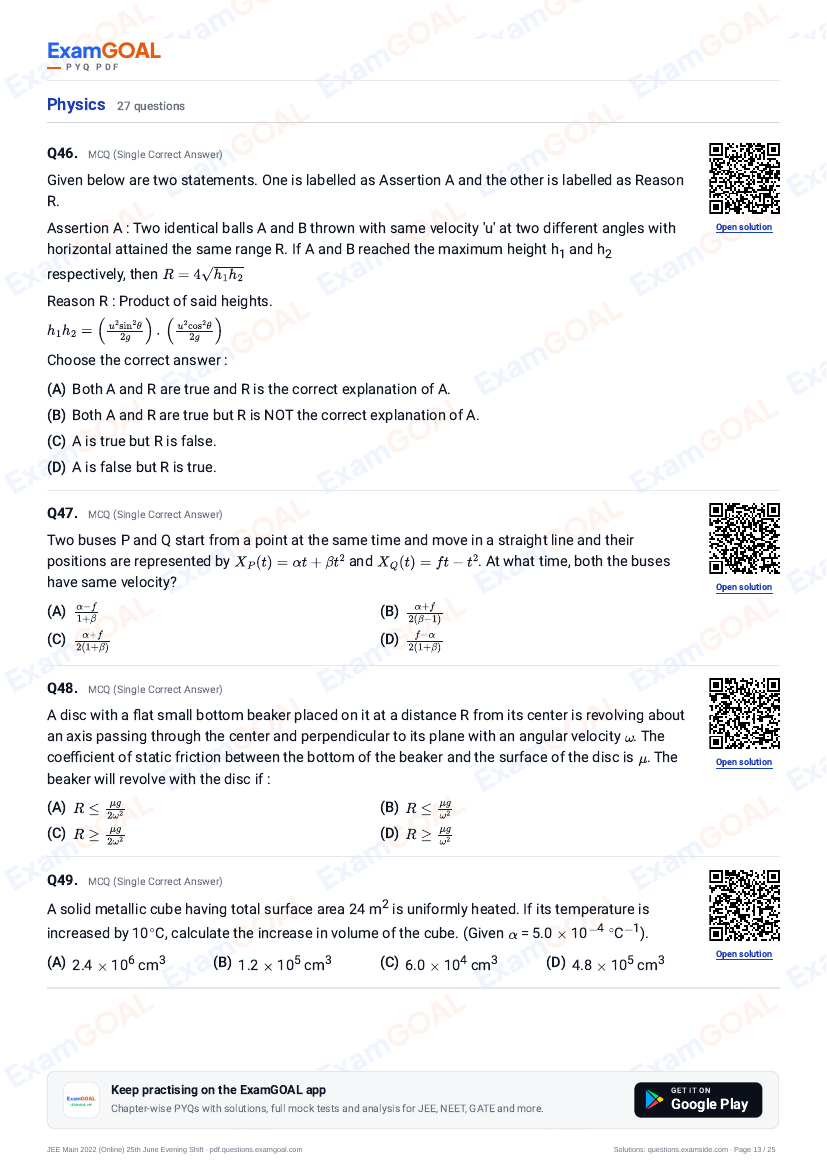 ExamGOAL
PYQ PDF
Physics 27 questions
Q46. MCQ (Single Correct Answer)
Open solution
Given below are two statements. One is labelled as Assertion A and the other is labelled as Reason
R.
Assertion A : Two identical balls A and B thrown with same velocity 'u' at two different angles with
horizontal attained the same range R. If A and B reached the maximum height h₁ and h₂
respectively, then R = 4√(h₁h₂)
Reason R : Product of said heights.
h₁h₂ = (u²sin²θ/2g) . (u²cos²θ/2g)
Choose the correct answer :
(A) Both A and R are true and R is the correct explanation of A.
(B) Both A and R are true but R is NOT the correct explanation of A.
(C) A is true but R is false.
(D) A is false but R is true.
Q47. MCQ (Single Correct Answer)
Open solution
Two buses P and Q start from a point at the same time and move in a straight line and their
positions are represented by X_P(t) = αt + βt² and X_Q(t) = ft − t². At what time, both the buses
have same velocity?
(A) (α−f)/(1+β) (B) (α+f)/(2(β−1))
(C) (α+f)/(2(1+β)) (D) (f−α)/(2(1+β))
Q48. MCQ (Single Correct Answer)
Open solution
A disc with a flat small bottom beaker placed on it at a distance R from its center is revolving about
an axis passing through the center and perpendicular to its plane with an angular velocity ω. The
coefficient of static friction between the bottom of the beaker and the surface of the disc is μ. The
beaker will revolve with the disc if :
(A) R ≤ μg/2ω² (B) R ≤ μg/ω²
(C) R ≥ μg/2ω² (D) R ≥ μg/ω²
Q49. MCQ (Single Correct Answer)
Open solution
A solid metallic cube having total surface area 24 m² is uniformly heated. If its temperature is
increased by 10°C, calculate the increase in volume of the cube. (Given α = 5.0 × 10⁻⁴ °C⁻¹).
(A) 2.4 × 10⁶ cm³ (B) 1.2 × 10⁵ cm³ (C) 6.0 × 10⁴ cm³ (D) 4.8 × 10⁵ cm³
ExamGOAL
Keep practising on the ExamGOAL app
Chapter-wise PYQs with solutions, full mock tests and analysis for JEE, NEET, GATE and more.
GET IT ON
Google Play
JEE Main 2022 (Online) 25th June Evening Shift · pdf.questions.examgoal.com Solutions: questions.examside.com · Page 13 / 25